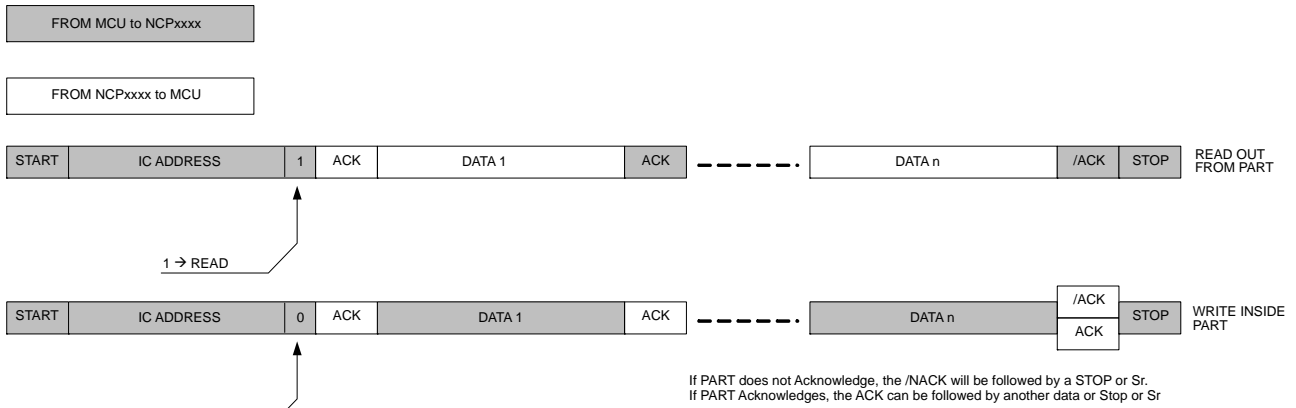 FROM MCU to NCPxxxx
FROM NCPxxxx to MCU
START IC ADDRESS 1 ACK DATA 1 ACK DATA n /ACK STOP READ OUT
FROM PART
1 → READ
START IC ADDRESS 0 ACK DATA 1 ACK DATA n /ACK STOP WRITE INSIDE
PART
ACK
If PART does not Acknowledge, the /NACK will be followed by a STOP or Sr.
If PART Acknowledges, the ACK can be followed by another data or Stop or Sr